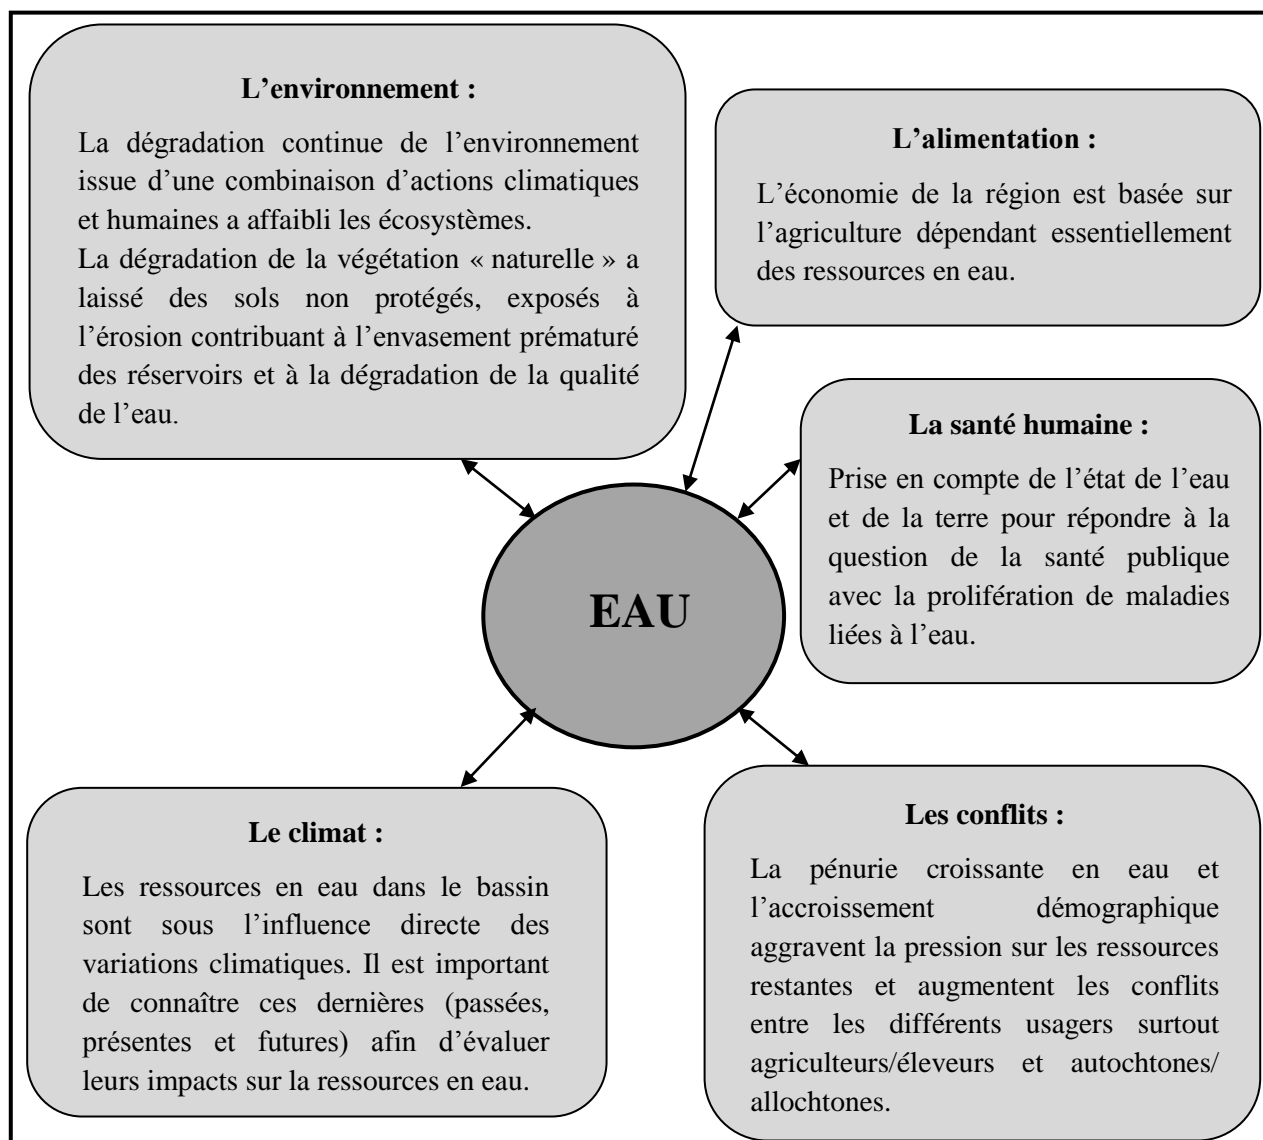 L’environnement :
La dégradation continue de l’environnement
issue d’une combinaison d’actions climatiques
et humaines a affaibli les écosystèmes.
La dégradation de la végétation « naturelle » a
laissé des sols non protégés, exposés à
l’érosion contribuant à l’envasement prématuré
des réservoirs et à la dégradation de la qualité
de l’eau.
L’alimentation :
L’économie de la région est basée sur
l’agriculture dépendant essentiellement
des ressources en eau.
La santé humaine :
Prise en compte de l’état de l’eau
et de la terre pour répondre à la
question de la santé publique
avec la prolifération de maladies
liées à l’eau.
EAU
Le climat :
Les ressources en eau dans le bassin
sont sous l’influence directe des
variations climatiques. Il est important
de connaître ces dernières (passées,
présentes et futures) afin d’évaluer
leurs impacts sur la ressources en eau.
Les conflits :
La pénurie croissante en eau et
l’accroissement démographique
aggravent la pression sur les ressources
restantes et augmentent les conflits
entre les différents usagers surtout
agriculteurs/éleveurs et autochtones/
allochtones.